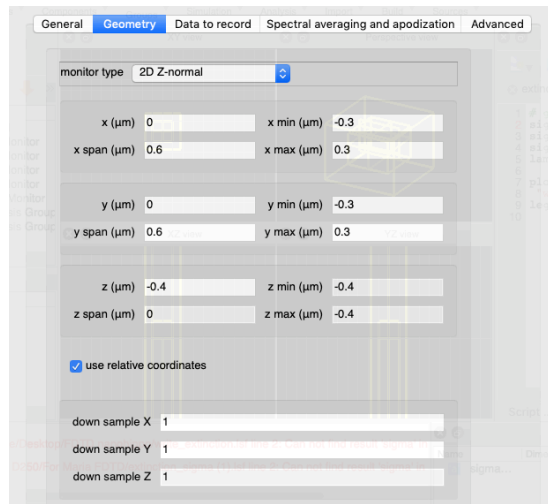 General Geometry Data to record Spectral averaging and apodization Advanced
monitor type 2D Z-normal
x (μm) 0 x min (μm) -0.3
x span (μm) 0.6 x max (μm) 0.3
y (μm) 0 y min (μm) -0.3
y span (μm) 0.6 y max (μm) 0.3
z (μm) -0.4 z min (μm) -0.4
z span (μm) 0 z max (μm) -0.4
use relative coordinates
down sample X 1
down sample Y 1
down sample Z 1